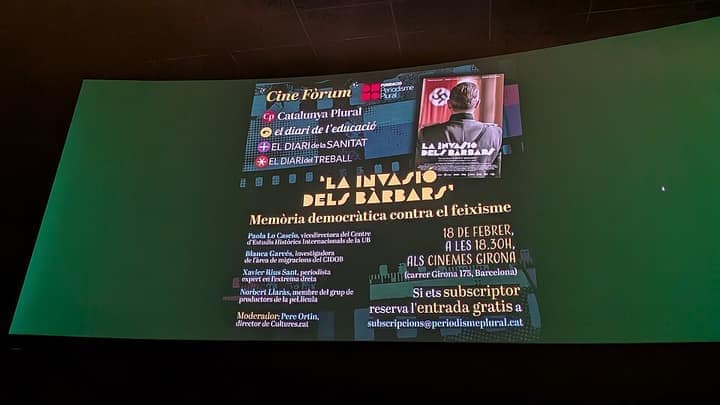 Cine Fòrum
FUNDACIÓ
Periodisme
Plural
Cp Catalunya Plural
el diari de l'educació
EL DIARI de la SANITAT
EL DIARI del TREBALL
LA INVASIÓ
DELS BÀRBARS
'LA INVASIÓ
DELS BÀRBARS'
Memòria democràtica contra el feixisme
Paola Lo Cascio, vicedirectora del Centre
d'Estudis Històrics Internacionals de la UB
Blanca Garcés, investigadora
de l'àrea de migracions del CIDOB
Xavier Rius Sant, periodista
expert en l'extrema dreta
Norbert Llaràs, membre del grup de
productors de la pel.lícula
Moderador: Pere Ortín,
director de Cultures.cat
18 DE FEBRER,
A LES 18.30H,
ALS CINEMES GIRONA
(carrer Girona 175, Barcelona)
Si ets subscriptor
reserva l'entrada gratis a
subscripcions@periodismeplural.cat